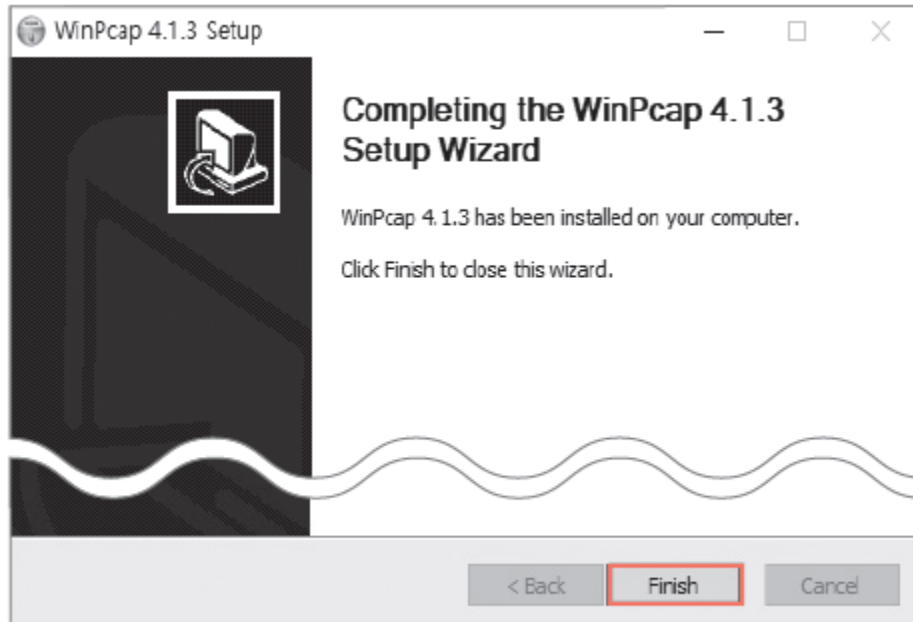 WinPcap 4.1.3 Setup
Completing the WinPcap 4.1.3
Setup Wizard
WinPcap 4.1.3 has been installed on your computer.
Click Finish to close this wizard.
< Back
Finish
Cancel